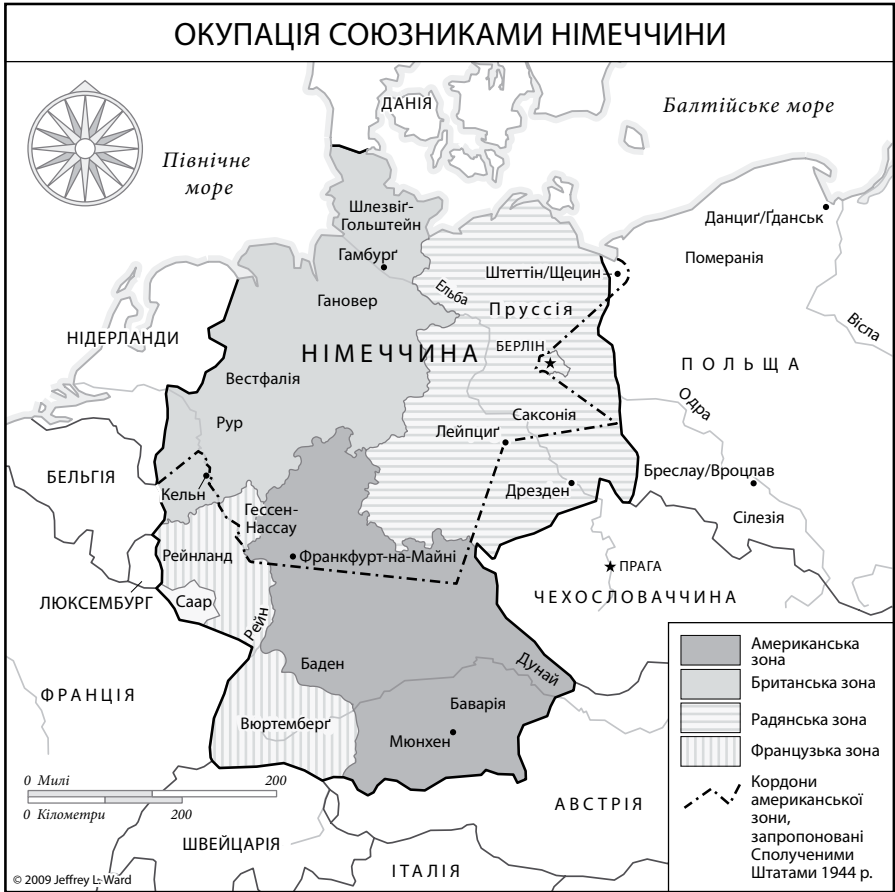 ОКУПАЦІЯ СОЮЗНИКАМИ НІМЕЧЧИНИ
ДАНІЯ
Балтійське море
Північне
море
Шлезвіґ-
Гольштейн
Гамбурґ
Данциґ/Ґданськ
Померанія
Штеттін/Щецин
Ельба
Гановер
Пруссія
Вісла
НІДЕРЛАНДИ
НІМЕЧЧИНА
БЕРЛІН
ПОЛЬЩА
Вестфалія
Одра
Рур
Саксонія
Лейпциґ
БЕЛЬГІЯ
Бреслау/Вроцлав
Кельн
Дрезден
Гессен-
Нассау
Сілезія
Рейнланд
Франкфурт-на-Майні
ПРАГА
ЛЮКСЕМБУРГ
Саар
ЧЕХОСЛОВАЧЧИНА
Рейн
Баден
Дунай
ФРАНЦІЯ
Баварія
Вюртемберґ
Мюнхен
Американська
зона
Британська зона
Радянська зона
Французька зона
Кордони
американської
зони,
запропоновані
Сполученими
Штатами 1944 р.
0 Милі 200
0 Кілометри 200
АВСТРІЯ
ШВЕЙЦАРІЯ
ІТАЛІЯ
© 2009 Jeffrey L. Ward